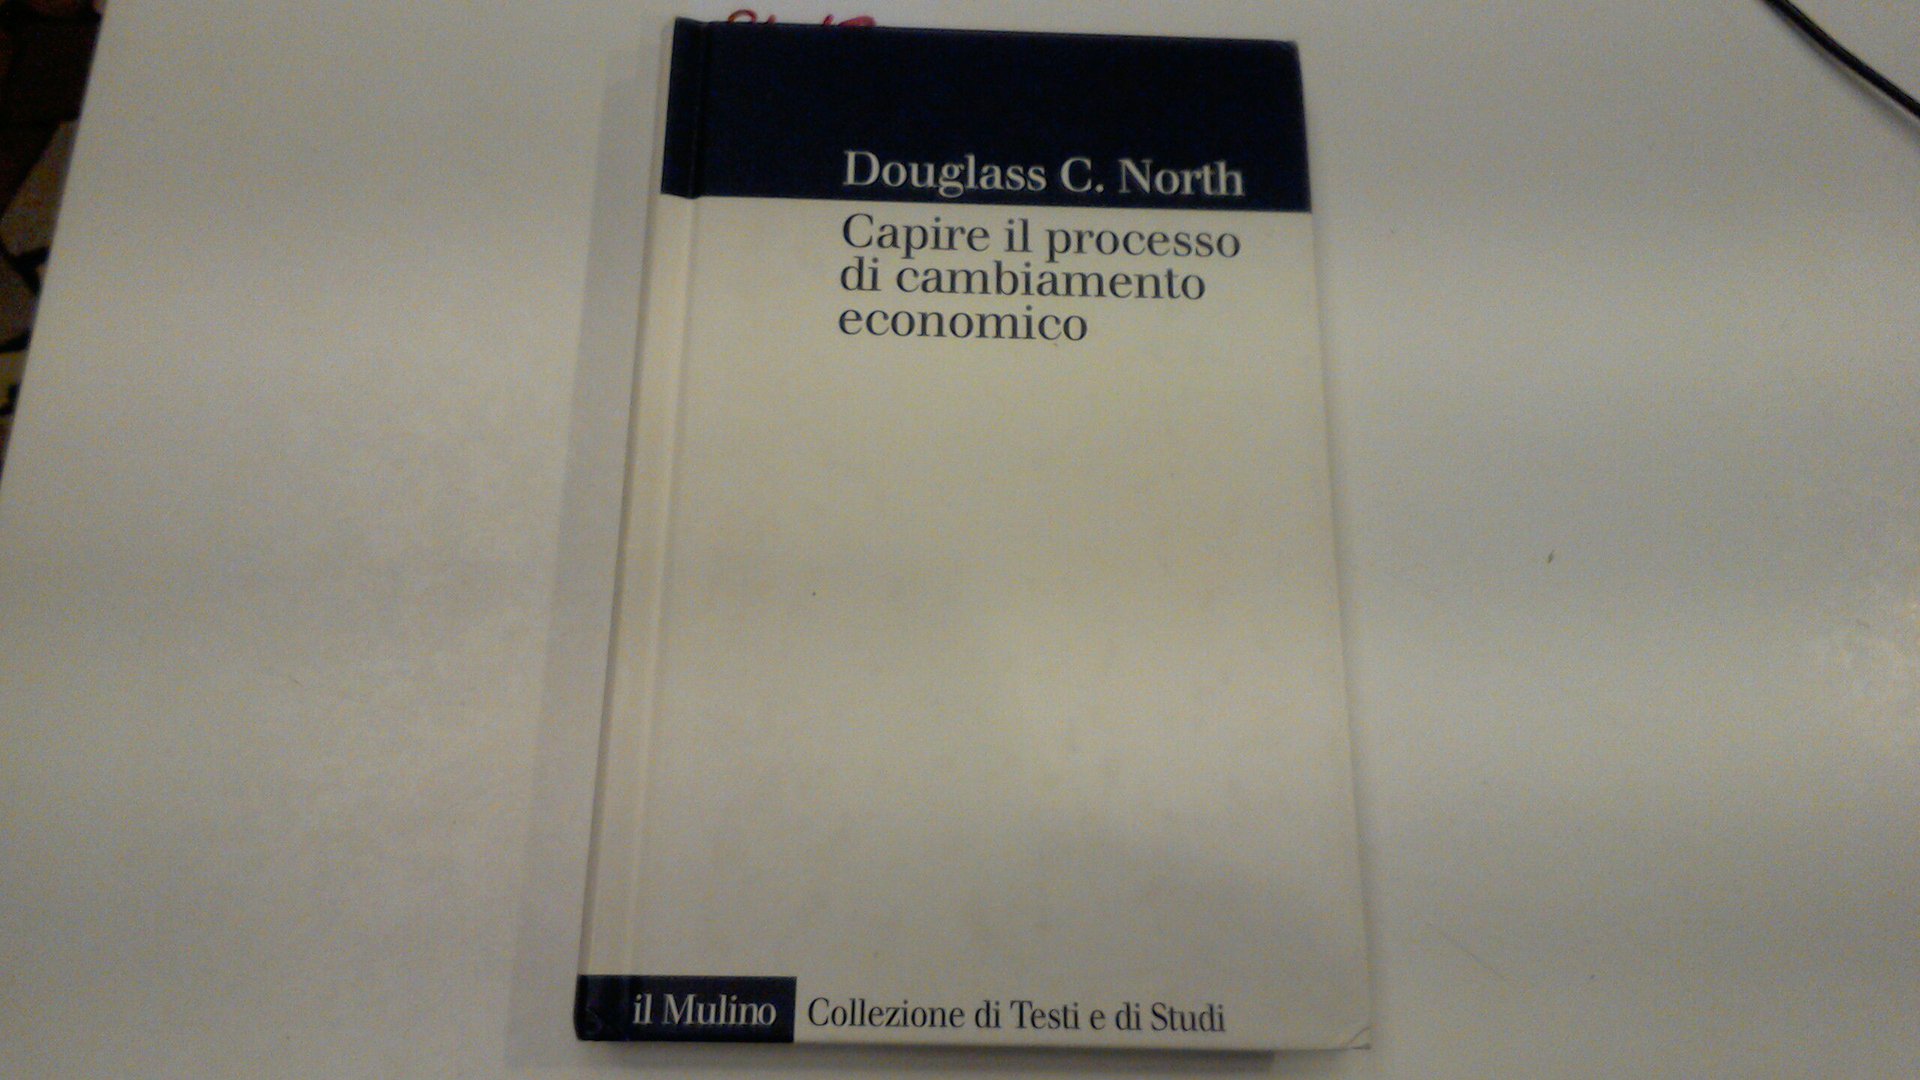 Douglass C. North
Capire il processo
di cambiamento
economico
il Mulino
Collezione di Testi e di Studi